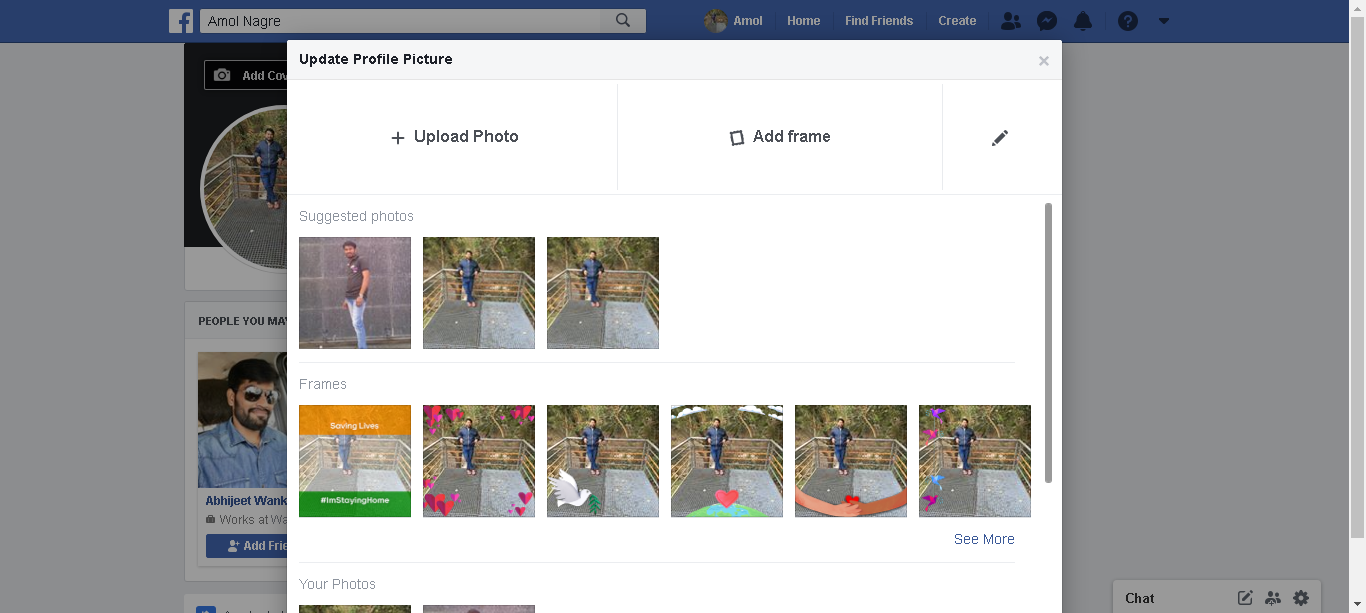 f
Amol Nagre
Amol
Home
Find Friends
Create
Add Cov
Update Profile Picture
Upload Photo
Add frame
Suggested photos
Frames
Saving Lives
#ImStayingHome
See More
Your Photos
PEOPLE YOU MA
Abhijeet Wank
Works at Wa
Add Frie
Chat